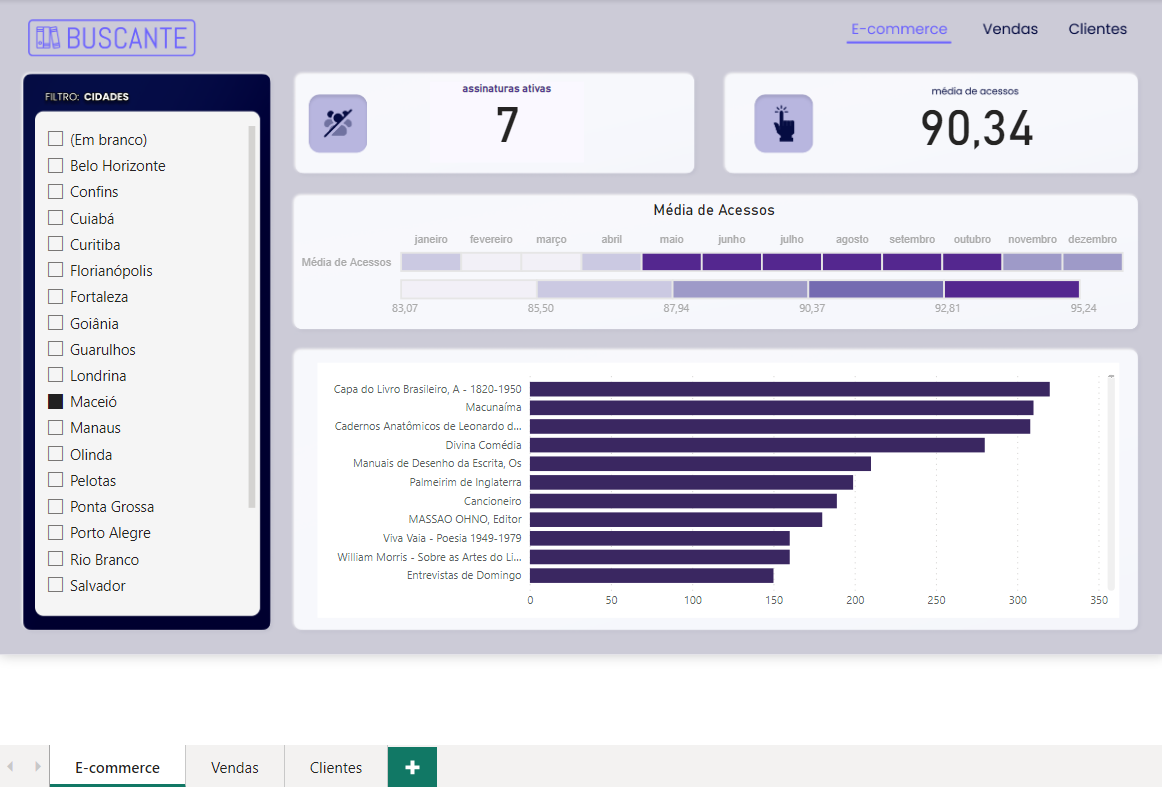 BUSCANTE
E-commerce Vendas Clientes
FILTRO: CIDADES
(Em branco)
Belo Horizonte
Confins
Cuiabá
Curitiba
Florianópolis
Fortaleza
Goiânia
Guarulhos
Londrina
Maceió
Manaus
Olinda
Pelotas
Ponta Grossa
Porto Alegre
Rio Branco
Salvador
assinaturas ativas
7
média de acessos
90,34
Média de Acessos
janeiro fevereiro março abril maio junho julho agosto setembro outubro novembro dezembro
Média de Acessos
83,07 85,50 87,94 90,37 92,81 95,24
Capa do Livro Brasileiro, A - 1820-1950
Macunaíma
Cadernos Anatômicos de Leonardo d...
Divina Comédia
Manuais de Desenho da Escrita, Os
Palmeirim de Inglaterra
Cancioneiro
MASSAO OHNO, Editor
Viva Vaia - Poesia 1949-1979
William Morris - Sobre as Artes do Li...
Entrevistas de Domingo
0 50 100 150 200 250 300 350
E-commerce Vendas Clientes +